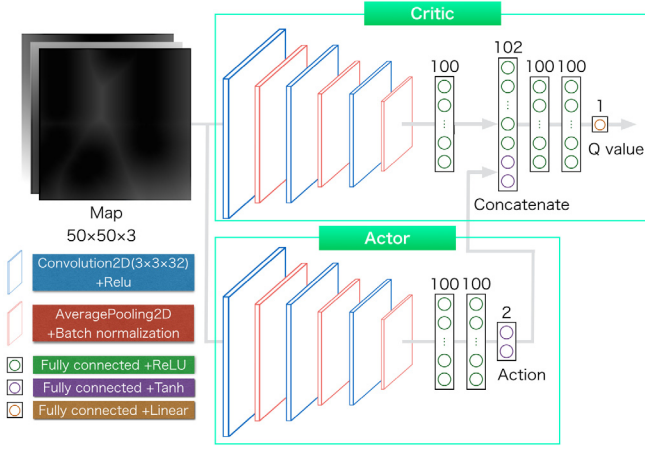 Critic
100
102
100 100
1
Q value
Concatenate
Map
50×50×3
Actor
100 100
2
Action
Convolution2D(3×3×32)
+Relu
AveragePooling2D
+Batch normalization
Fully connected +ReLU
Fully connected +Tanh
Fully connected +Linear